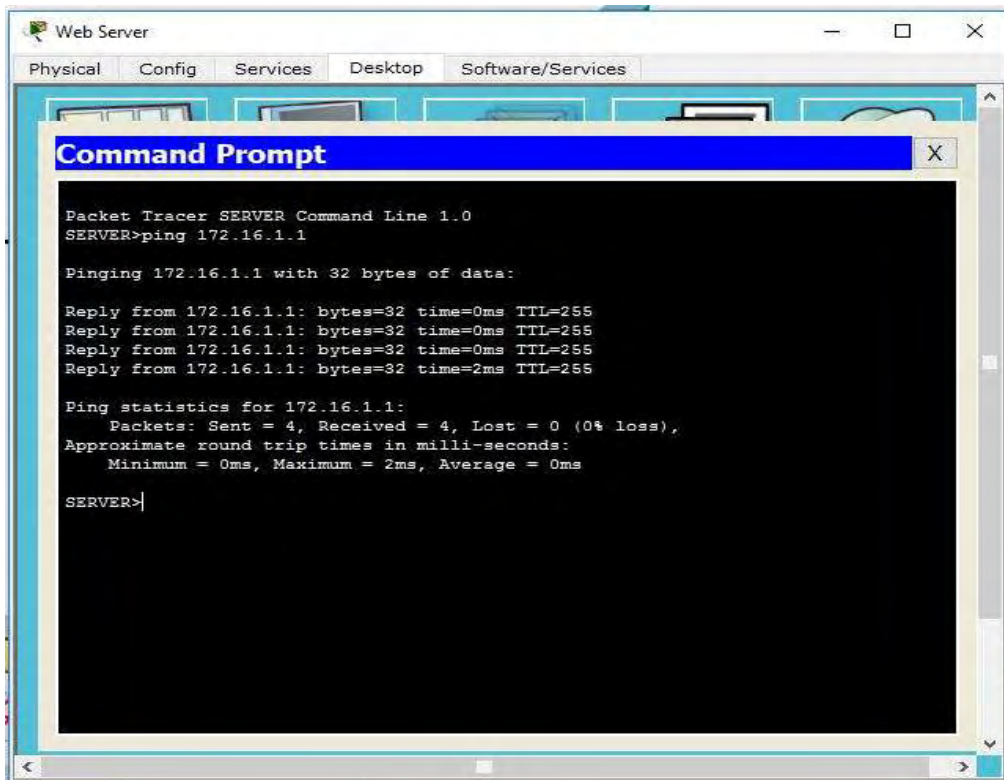 Web Server
Physical Config Services Desktop Software/Services
Command Prompt X
Packet Tracer SERVER Command Line 1.0
SERVER>ping 172.16.1.1
Pinging 172.16.1.1 with 32 bytes of data:
Reply from 172.16.1.1: bytes=32 time=0ms TTL=255
Reply from 172.16.1.1: bytes=32 time=0ms TTL=255
Reply from 172.16.1.1: bytes=32 time=0ms TTL=255
Reply from 172.16.1.1: bytes=32 time=2ms TTL=255
Ping statistics for 172.16.1.1:
Packets: Sent = 4, Received = 4, Lost = 0 (0% loss),
Approximate round trip times in milli-seconds:
Minimum = 0ms, Maximum = 2ms, Average = 0ms
SERVER>